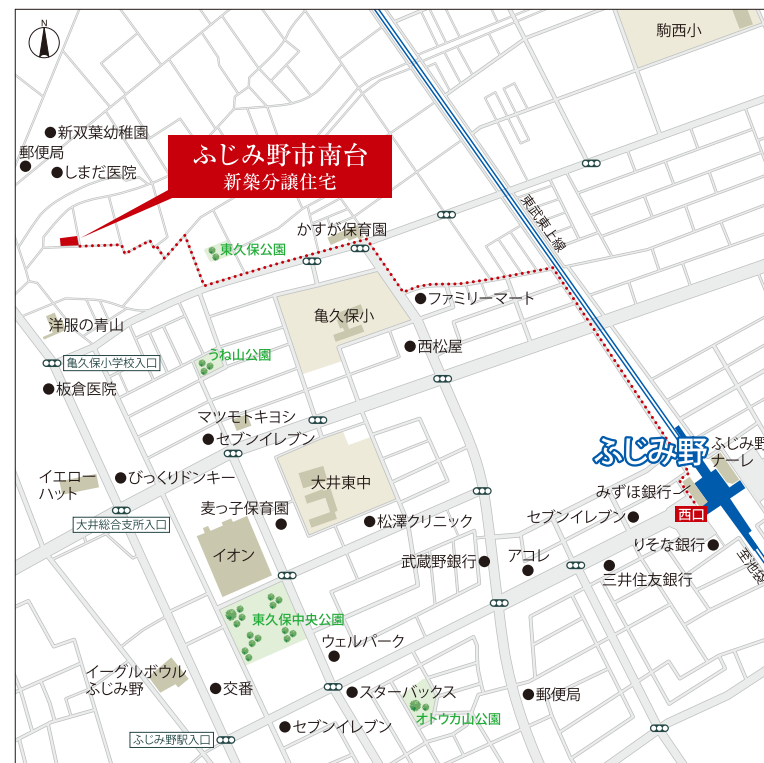 N
駒西小
新双葉幼稚園
郵便局
しまだ医院
ふじみ野市南台
新築分譲住宅
東武東上線
かすが保育園
東久保公園
ファミリーマート
亀久保小
洋服の青山
西松屋
亀久保小学校入口
うね山公園
板倉医院
マツモトキヨシ
セブンイレブン
ふじみ野
ふじみ野
ナーレ
イエロー
ハット
びっくりドンキー
大井東中
みずほ銀行
麦っ子保育園
松澤クリニック
セブンイレブン
西口
大井総合支所入口
イオン
武蔵野銀行
アコレ
りそな銀行
三井住友銀行
至池袋
東久保中央公園
ウェルパーク
イーグルボウル
ふじみ野
交番
スターバックス
郵便局
オトウカ山公園
セブンイレブン
ふじみ野駅入口